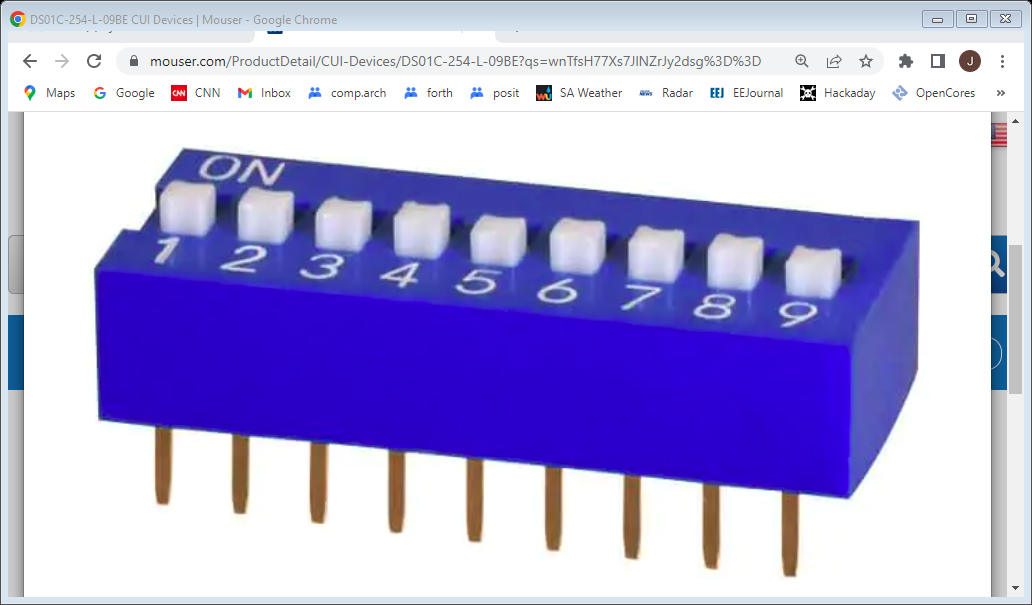 DS01C-254-L-09BE CUI Devices | Mouser - Google Chrome
mouser.com/ProductDetail/CUI-Devices/DS01C-254-L-09BE?qs=wnTfsH77Xs7JlNZrJy2dsg%3D%3D
J
Maps Google CNN Inbox comp.arch forth posit SA Weather Radar EEJournal Hackaday OpenCores »
ON
1 2 3 4 5 6 7 8 9